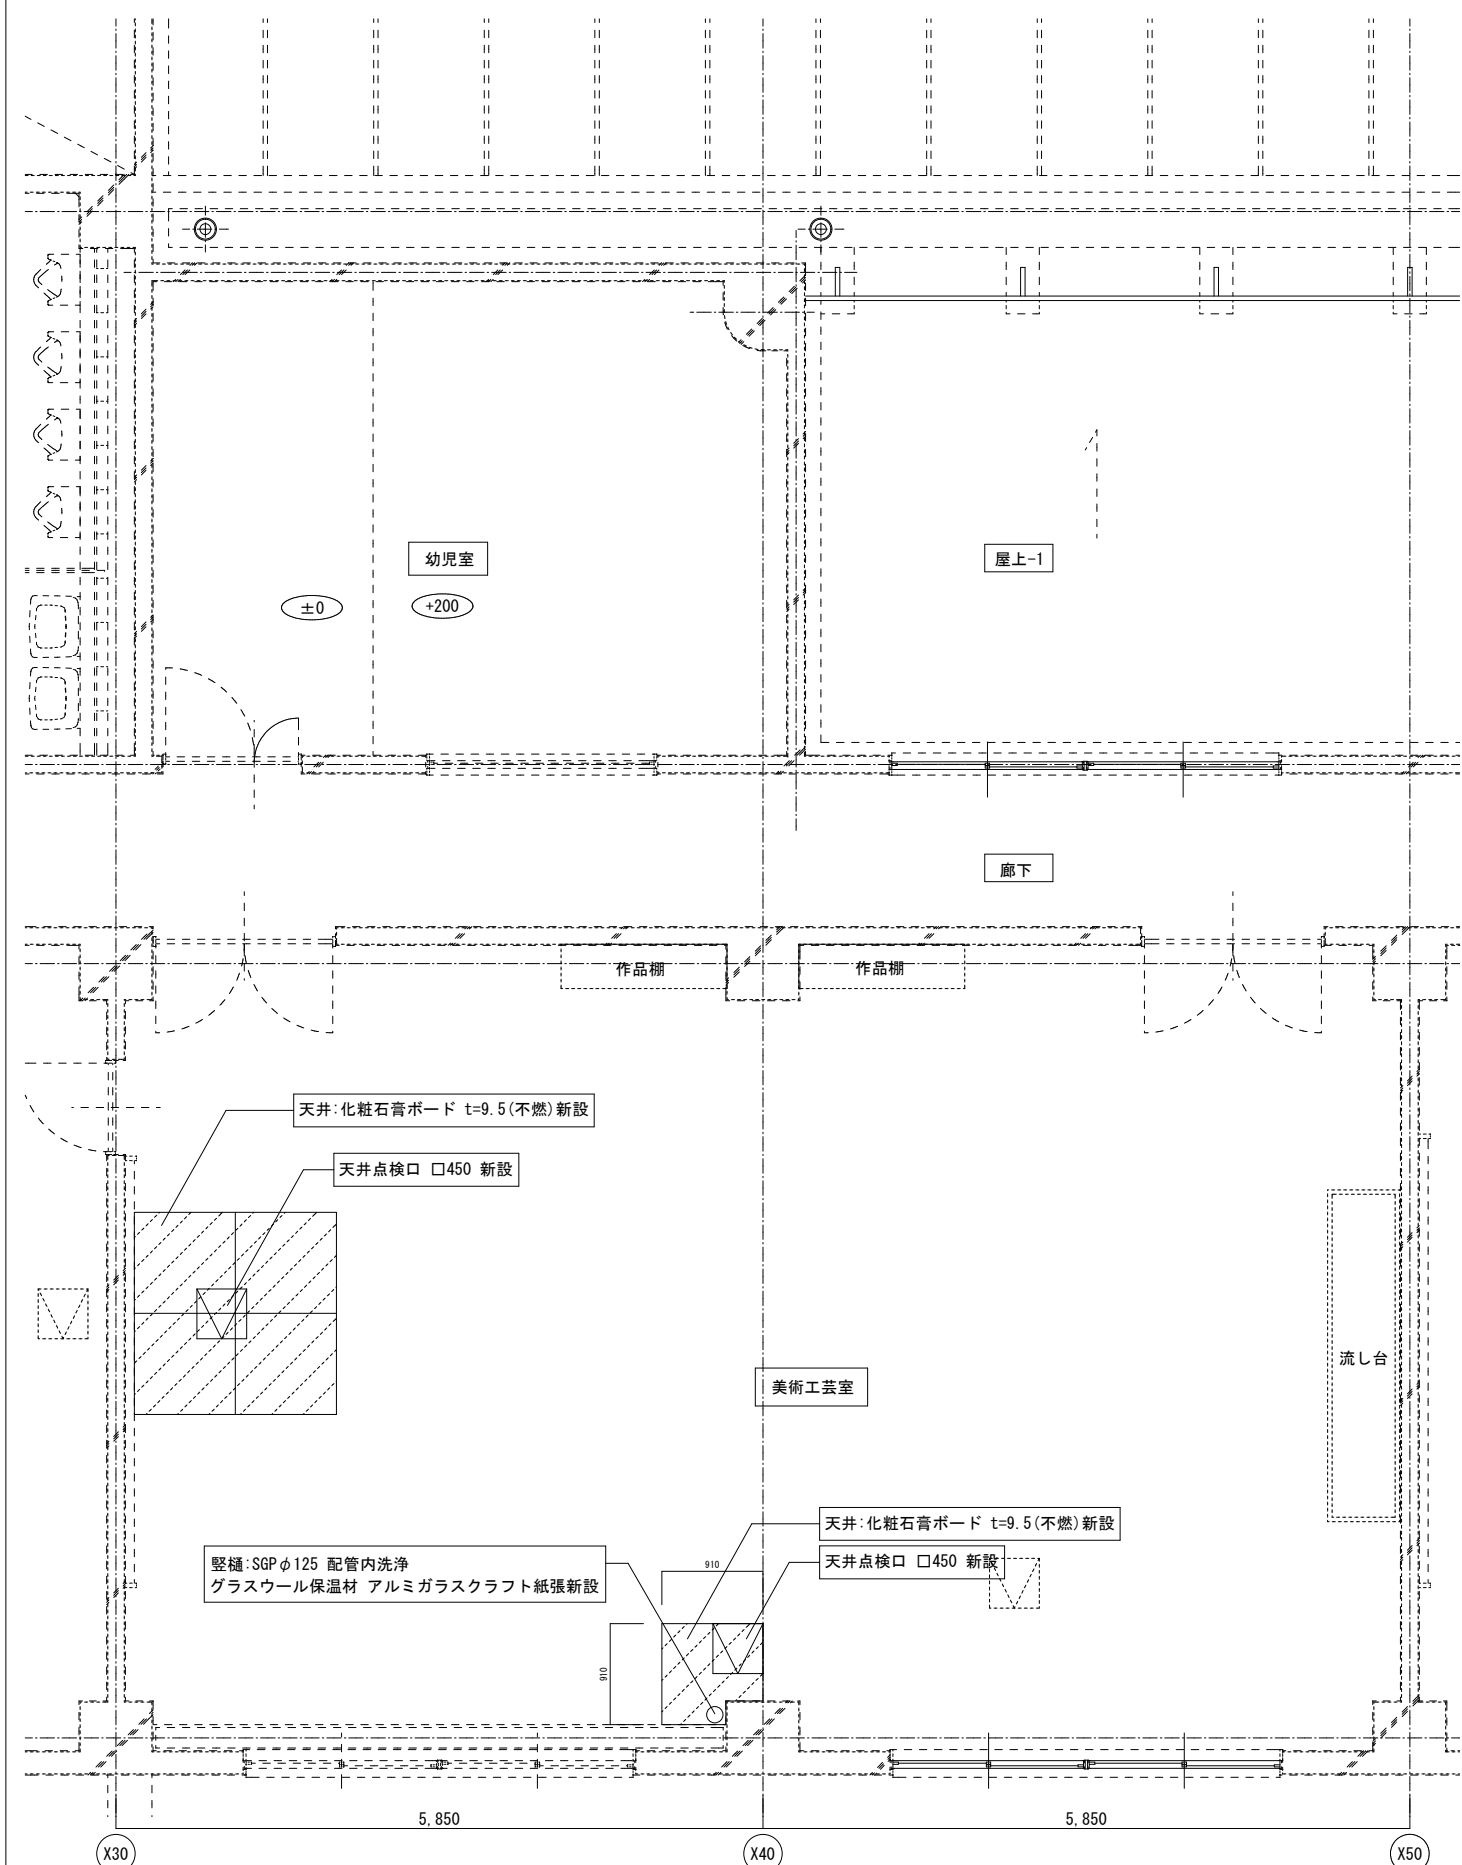 幼児室
屋上-1
±0
+200
廊下
作品棚
作品棚
天井:化粧石膏ボード t=9.5(不燃)新設
天井点検口 □450 新設
流し台
美術工芸室
天井:化粧石膏ボード t=9.5(不燃)新設
天井点検口 □450 新設
竪樋:SGPφ125 配管内洗浄
グラスウール保温材 アルミガラスクラフト紙張新設
910
910
5,850
5,850
X30
X40
X50